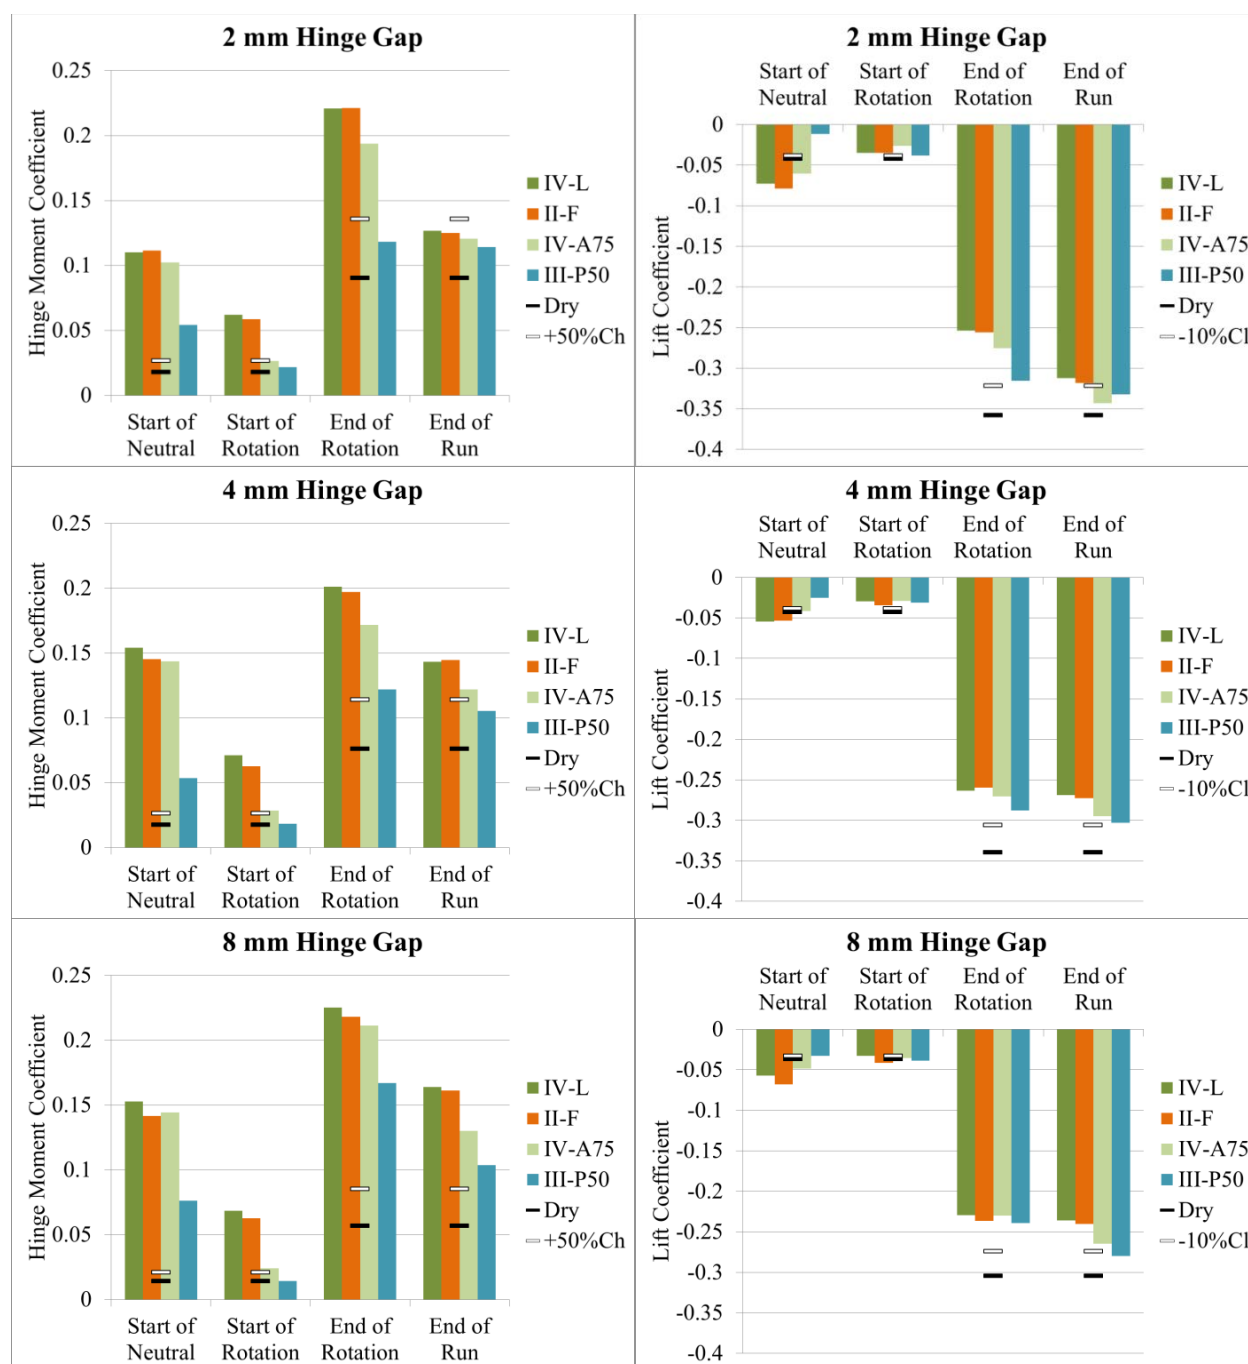 2 mm Hinge Gap
Hinge Moment Coefficient
0.25
0.2
0.15
0.1
0.05
0
Start of
Neutral
Start of
Rotation
End of
Rotation
End of
Run
IV-L
II-F
IV-A75
III-P50
Dry
+50%Ch
2 mm Hinge Gap
Start of
Neutral
Start of
Rotation
End of
Rotation
End of
Run
Lift Coefficient
0
-0.05
-0.1
-0.15
-0.2
-0.25
-0.3
-0.35
-0.4
IV-L
II-F
IV-A75
III-P50
Dry
-10%Cl
4 mm Hinge Gap
Hinge Moment Coefficient
0.25
0.2
0.15
0.1
0.05
0
Start of
Neutral
Start of
Rotation
End of
Rotation
End of
Run
IV-L
II-F
IV-A75
III-P50
Dry
+50%Ch
4 mm Hinge Gap
Start of
Neutral
Start of
Rotation
End of
Rotation
End of
Run
Lift Coefficient
0
-0.05
-0.1
-0.15
-0.2
-0.25
-0.3
-0.35
-0.4
IV-L
II-F
IV-A75
III-P50
Dry
-10%Cl
8 mm Hinge Gap
Hinge Moment Coefficient
0.25
0.2
0.15
0.1
0.05
0
Start of
Neutral
Start of
Rotation
End of
Rotation
End of
Run
IV-L
II-F
IV-A75
III-P50
Dry
+50%Ch
8 mm Hinge Gap
Start of
Neutral
Start of
Rotation
End of
Rotation
End of
Run
Lift Coefficient
0
-0.05
-0.1
-0.15
-0.2
-0.25
-0.3
-0.35
-0.4
IV-L
II-F
IV-A75
III-P50
Dry
-10%Cl